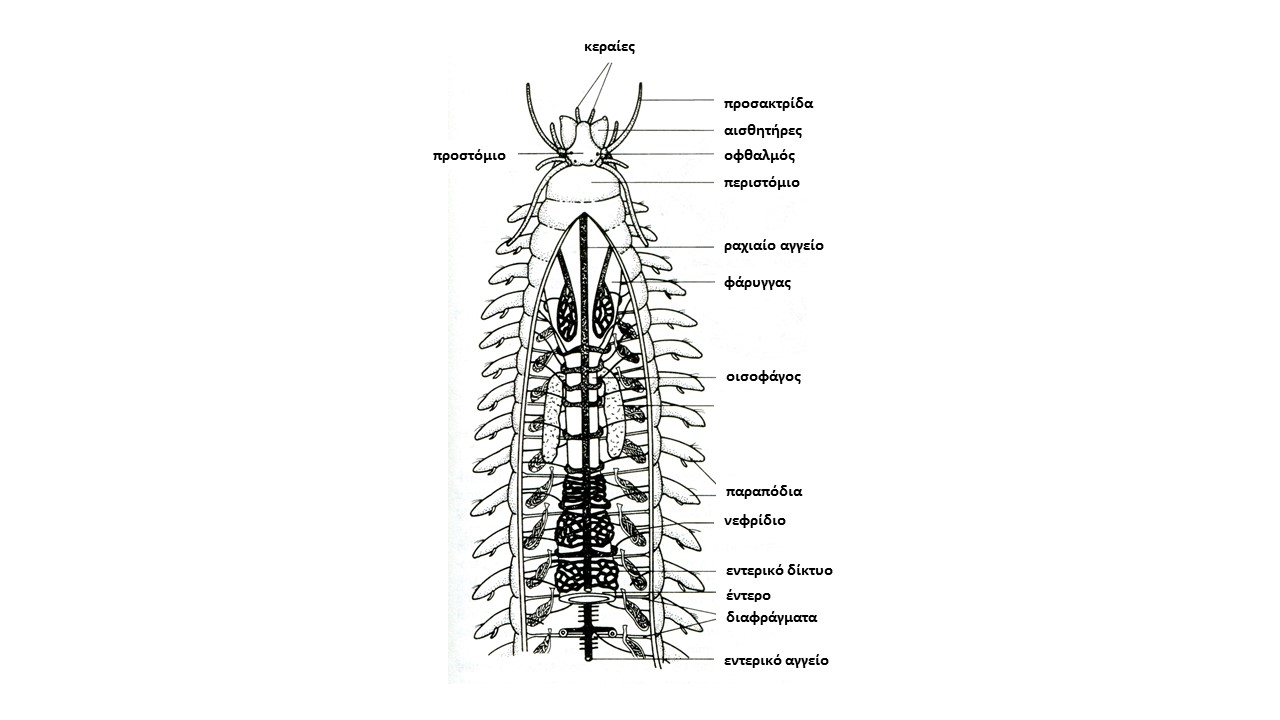 κεραίες
προσακτρίδα
αισθητήρες
προστόμιο
οφθαλμός
περιστόμιο
ραχιαίο αγγείο
φάρυγγας
οισοφάγος
παραπόδια
νεφρίδιο
εντερικό δίκτυο
έντερο
διαφράγματα
εντερικό αγγείο